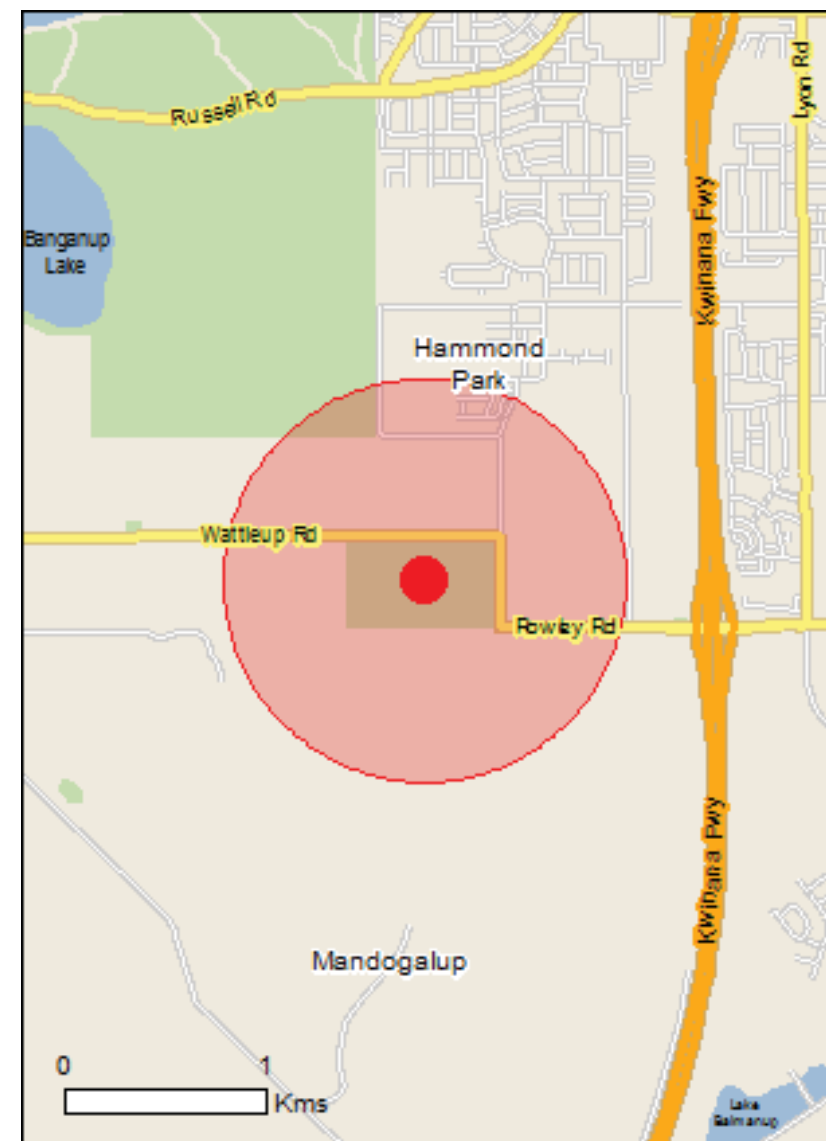 Russell Rd
Lyon Rd
Kwinana Fwy
Banganup
Lake
Hammond
Park
Wattleup Rd
Rowley Rd
Kwinana Fwy
Mandogalup
0 1
Kms
Lake
Balmanup